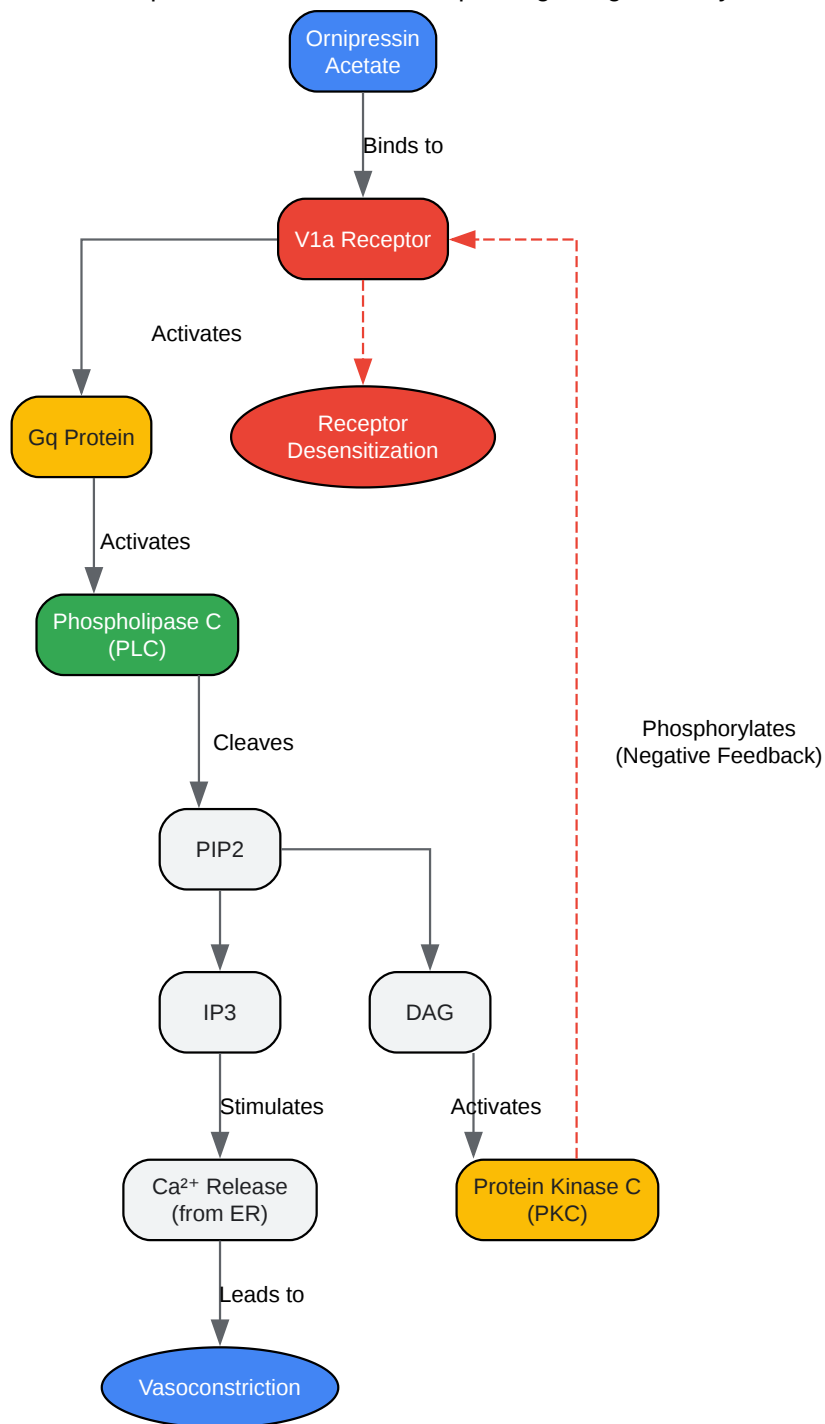 Ornipressin
Acetate
Binds to
V1a Receptor
Activates
Receptor
Desensitization
Gq Protein
Activates
Phospholipase C
(PLC)
Phosphorylates
(Negative Feedback)
Cleaves
PIP2
IP3
DAG
Stimulates
Activates
Ca²⁺ Release
(from ER)
Protein Kinase C
(PKC)
Leads to
Vasoconstriction